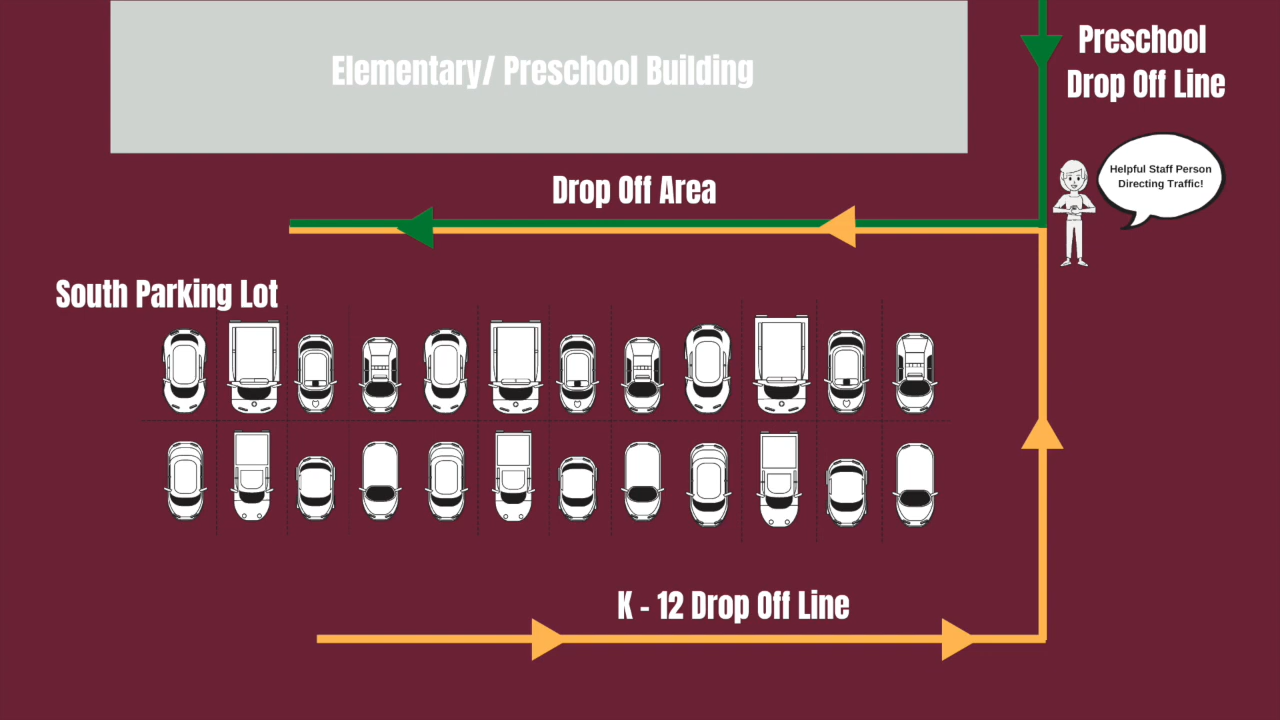 Elementary/ Preschool Building
Preschool
Drop Off Line
Helpful Staff Person
Directing Traffic!
Drop Off Area
South Parking Lot
K - 12 Drop Off Line